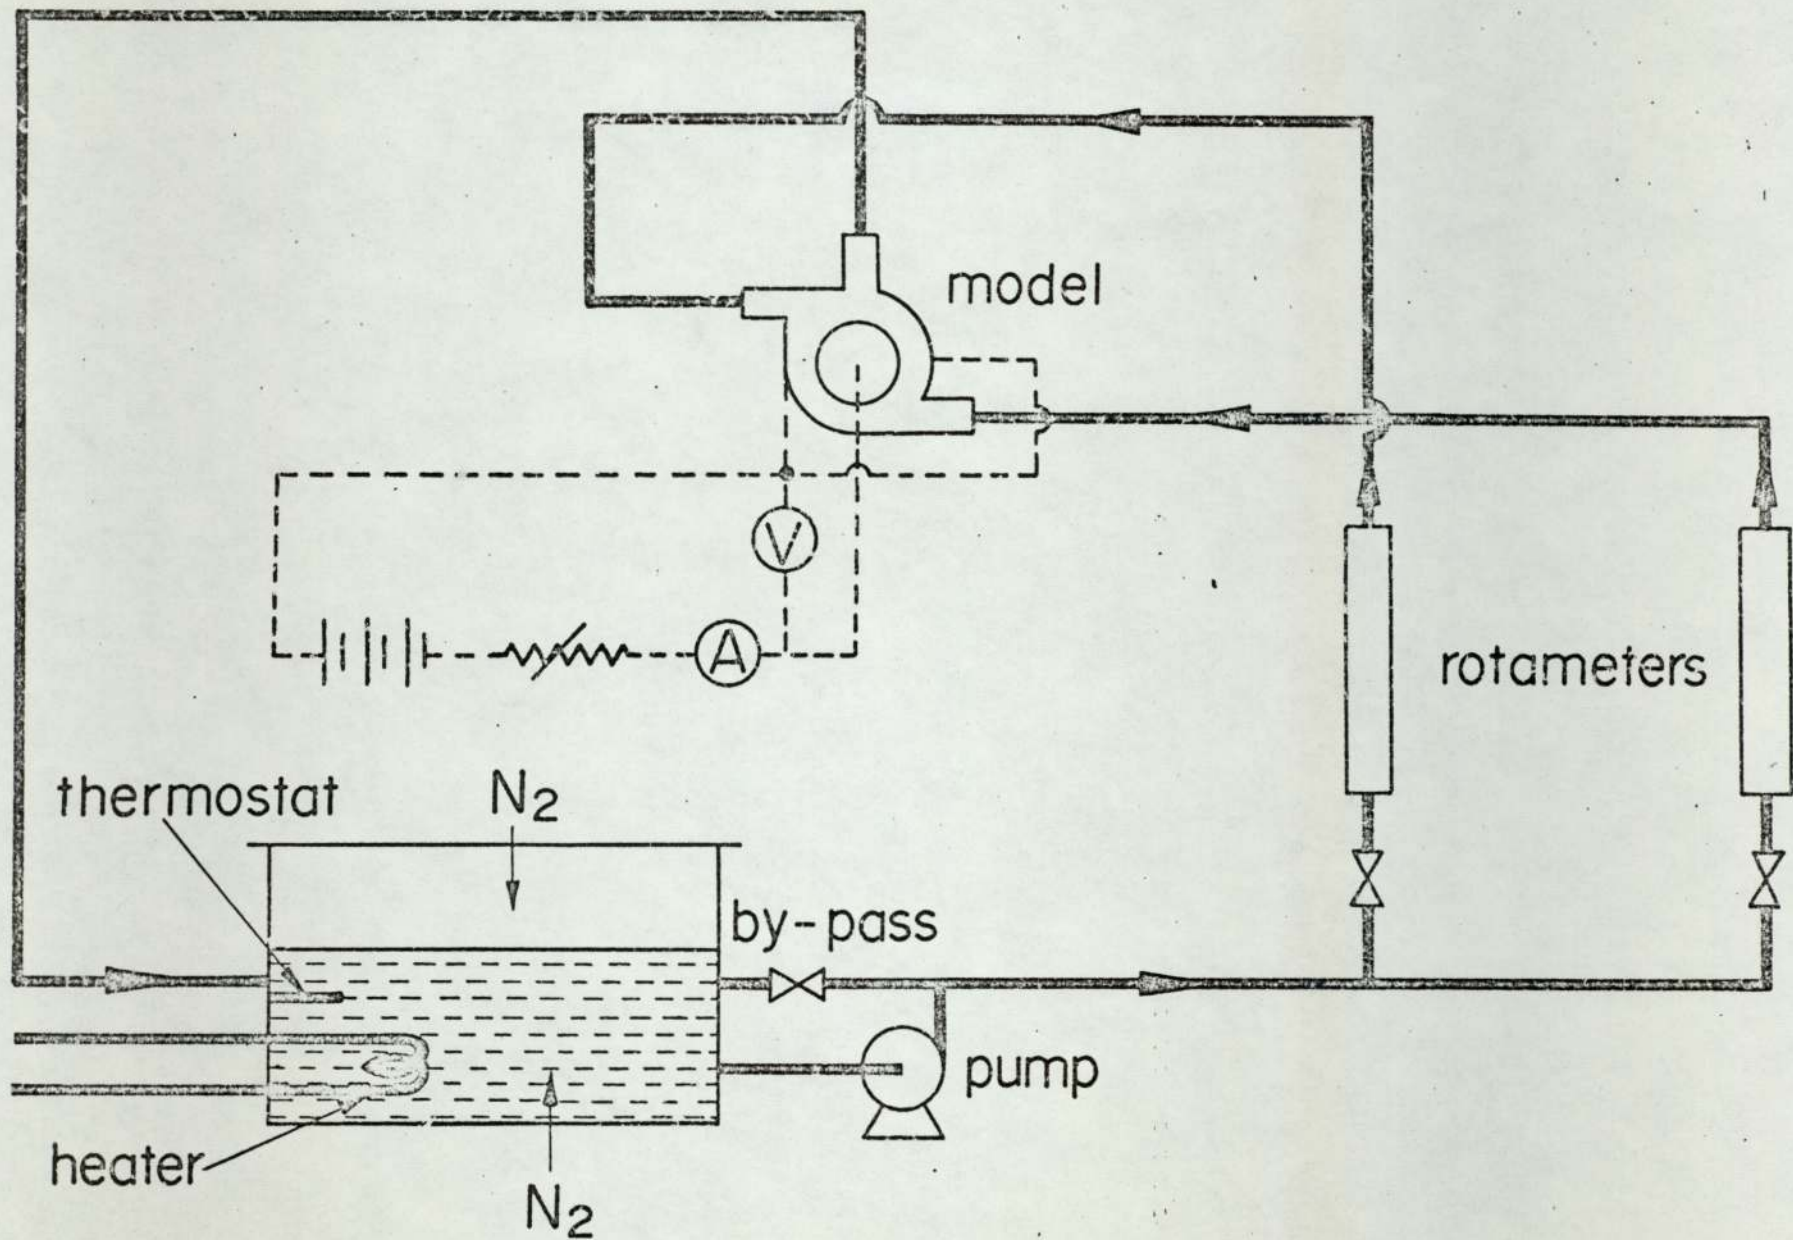 model
V
A
rotameters
thermostat
N2
by-pass
pump
heater
N2